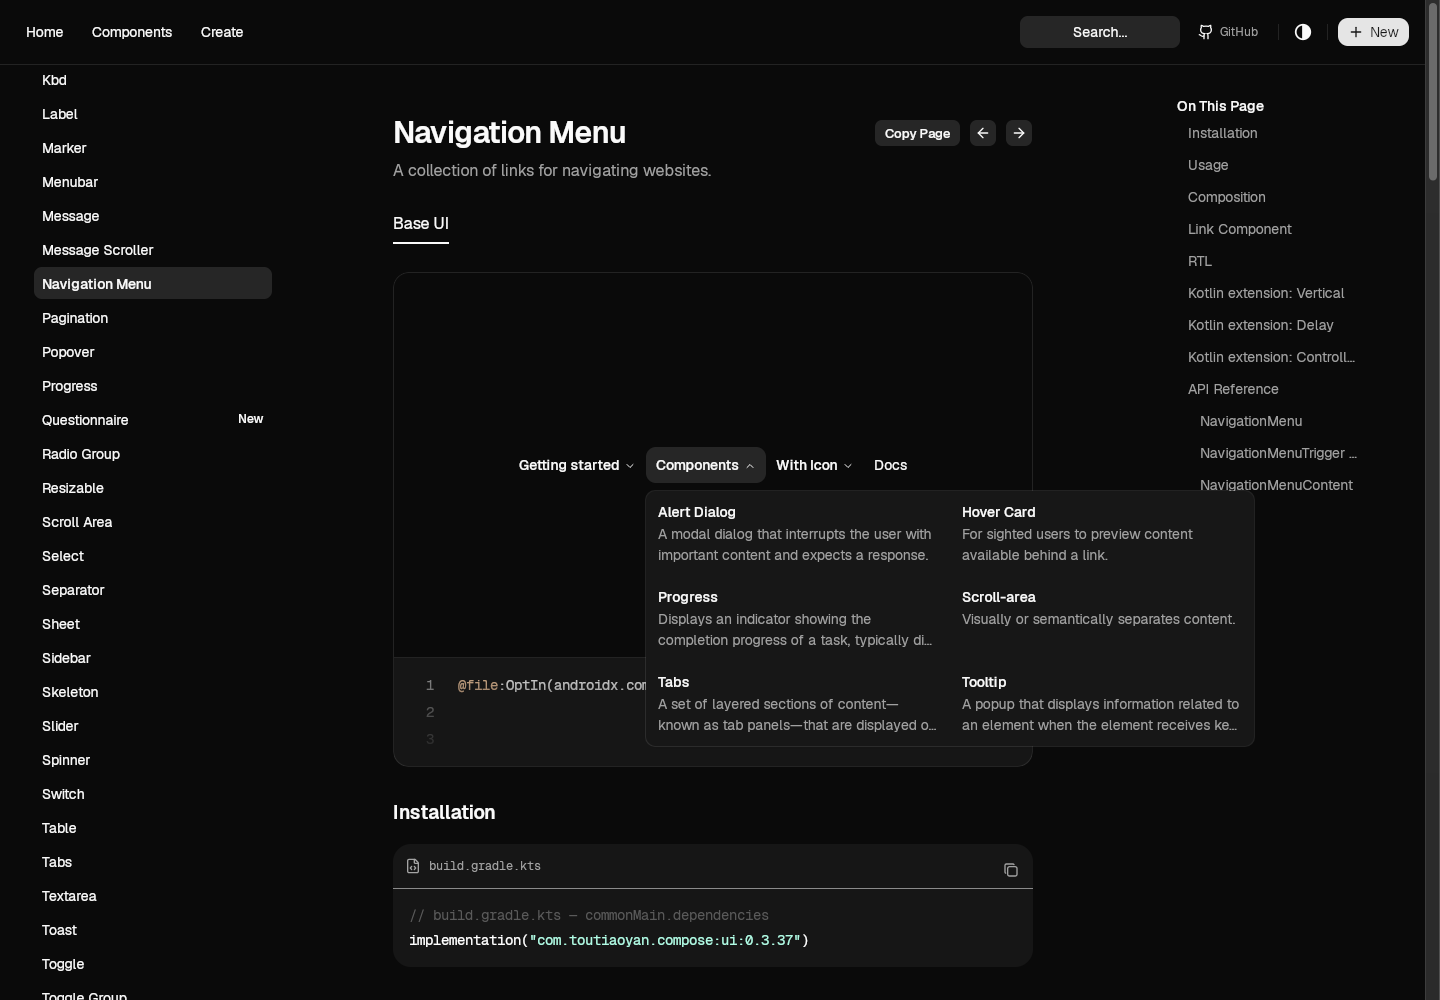 Home
Components
Create
Search...
GitHub
New
Kbd
Label
Marker
Menubar
Message
Message Scroller
Navigation Menu
Pagination
Popover
Progress
Questionnaire
New
Radio Group
Resizable
Scroll Area
Select
Separator
Sheet
Sidebar
Skeleton
Slider
Spinner
Switch
Table
Tabs
Textarea
Toast
Toggle
Toggle Group
Navigation Menu
Copy Page
A collection of links for navigating websites.
Base UI
Getting started
Components
With Icon
Docs
Alert Dialog
A modal dialog that interrupts the user with
important content and expects a response.
Hover Card
For sighted users to preview content
available behind a link.
Progress
Displays an indicator showing the
completion progress of a task, typically di...
Scroll-area
Visually or semantically separates content.
Tabs
A set of layered sections of content—
known as tab panels—that are displayed o...
Tooltip
A popup that displays information related to
an element when the element receives ke...
1 @file:OptIn(androidx.com
2
3
Installation
build.gradle.kts
// build.gradle.kts — commonMain.dependencies
implementation("com.toutiaoyan.compose:ui:0.3.37")
On This Page
Installation
Usage
Composition
Link Component
RTL
Kotlin extension: Vertical
Kotlin extension: Delay
Kotlin extension: Controll...
API Reference
NavigationMenu
NavigationMenuTrigger ...
NavigationMenuContent